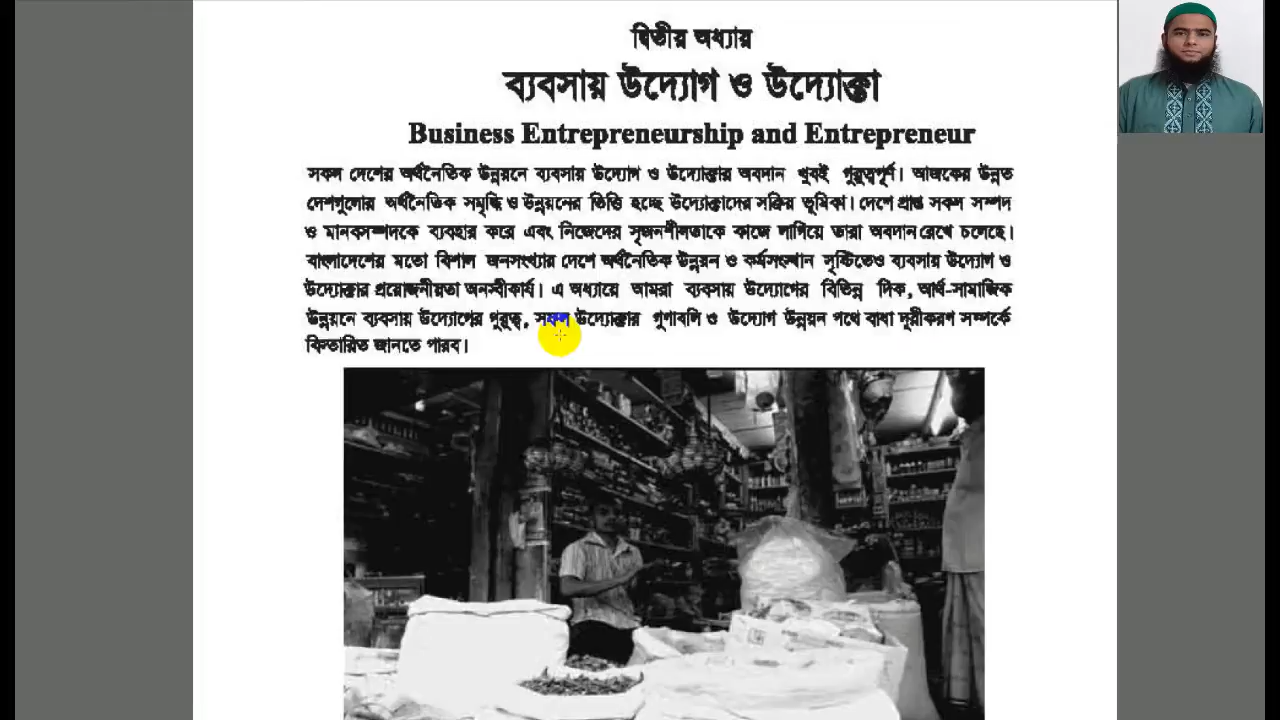 দ্বিতীয় অধ্যায়
ব্যবসায় উদ্যোগ ও উদ্যোক্তা
Business Entrepreneurship and Entrepreneur
সকল দেশের অর্থনৈতিক উন্নয়নে ব্যবসায় উদ্যোগ ও উদ্যোক্তার অবদান খুবই গুরুত্বপূর্ণ। আজকের উন্নত
দেশগুলোর অর্থনৈতিক সমৃদ্ধি ও উন্নয়নের ভিত্তি হচ্ছে উদ্যোক্তাদের সক্রিয় ভূমিকা। দেশে প্রাপ্ত সকল সম্পদ
ও মানবসম্পদকে ব্যবহার করে এবং নিজেদের সৃজনশীলতাকে কাজে লাগিয়ে তারা অবদান রেখে চলেছে।
বাংলাদেশের মতো বিশাল জনসংখ্যার দেশে অর্থনৈতিক উন্নয়ন ও কর্মসংস্থান সৃষ্টিতেও ব্যবসায় উদ্যোগ ও
উদ্যোক্তার প্রয়োজনীয়তা অনস্বীকার্য। এ অধ্যায়ে আমরা ব্যবসায় উদ্যোগের বিভিন্ন দিক, আর্থ-সামাজিক
উন্নয়নে ব্যবসায় উদ্যোগের গুরুত্ব, সফল উদ্যোক্তার গুণাবলি ও উদ্যোগ উন্নয়ন পথে বাধা দূরীকরণ সম্পর্কে
বিস্তারিত জানতে পারব।